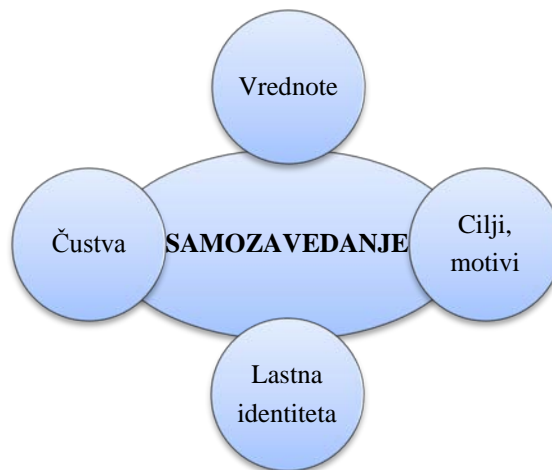 Vrednote
Čustva
SAMOZAVEDANJE
Cilji,
motivi
Lastna
identiteta